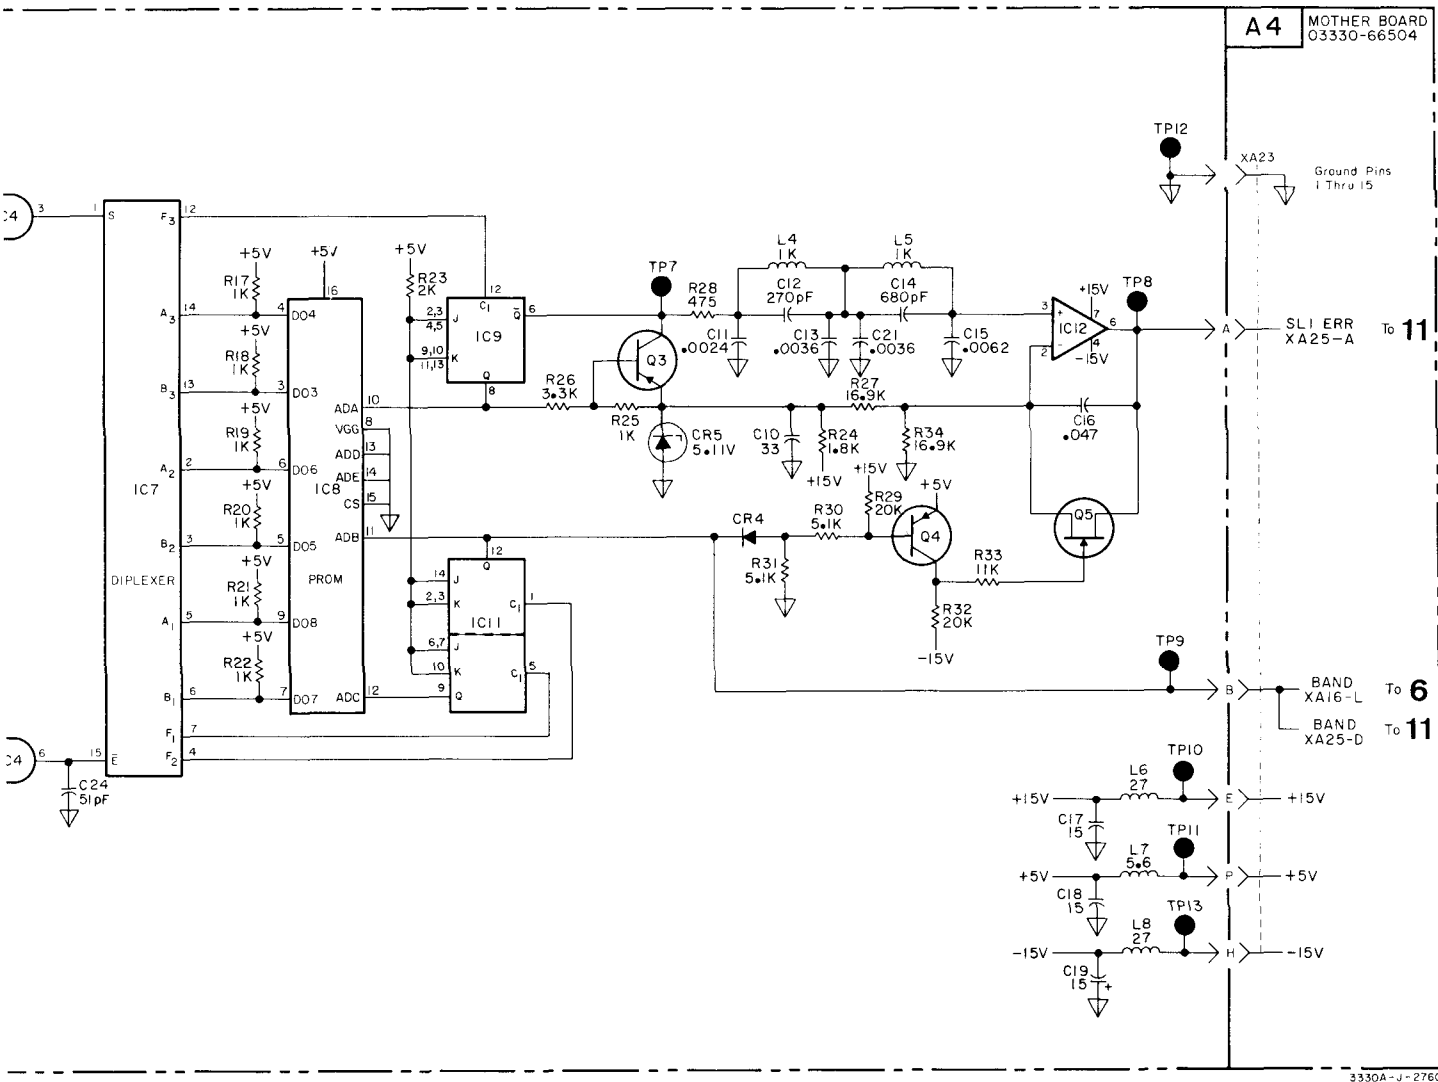 A4
MOTHER BOARD
03330-66504
TP12
XA23
Ground Pins
1 Thru 15
C4
3
1
S
F3
12
+5V
R17
1K
+5V
16
+5V
R23
2K
12
C1
2,3
4,5
J
IC9
Q̅
6
9,10
11,13
K
Q
8
TP7
R28
475
L4
1K
L5
1K
C12
270pF
C14
680pF
C11
.0024
C13
.0036
C21
.0036
C15
.0062
TP8
+15V
3
+
7
IC12
6
-
2
4
-15V
A
SLI ERR
XA25-A
To 11
A3
14
4
DO4
+5V
R18
1K
Q3
B3
13
3
DO3
ADA
10
R26
3.3K
R25
1K
CR5
5.11V
C10
33
R24
1.8K
+15V
R27
16.9K
R34
16.9K
C16
.047
+5V
R19
1K
VGG
8
ADD
13
ADE
14
CS
15
A2
2
6
DO6
IC7
IC8
+5V
R20
1K
+15V
R29
20K
+5V
Q4
Q5
B2
3
5
DO5
ADB
11
CR4
R30
5.1K
R31
5.1K
R33
11K
R32
20K
-15V
DIPLEXER
PROM
+5V
R21
1K
12
Q
14
J
2,3
K
C1
1
IC11
6,7
J
10
K
C1
5
9
Q
A1
5
9
DO8
+5V
R22
1K
B1
6
7
DO7
ADC
12
F1
7
F2
4
TP9
B
BAND
XA16-L
To 6
BAND
XA25-D
To 11
C4
6
15
E̅
C24
51pF
TP10
L6
27
+15V
E
+15V
C17
15
TP11
L7
5.6
+5V
P
+5V
C18
15
TP13
L8
27
-15V
H
-15V
C19
15
+
3330A-J-2760